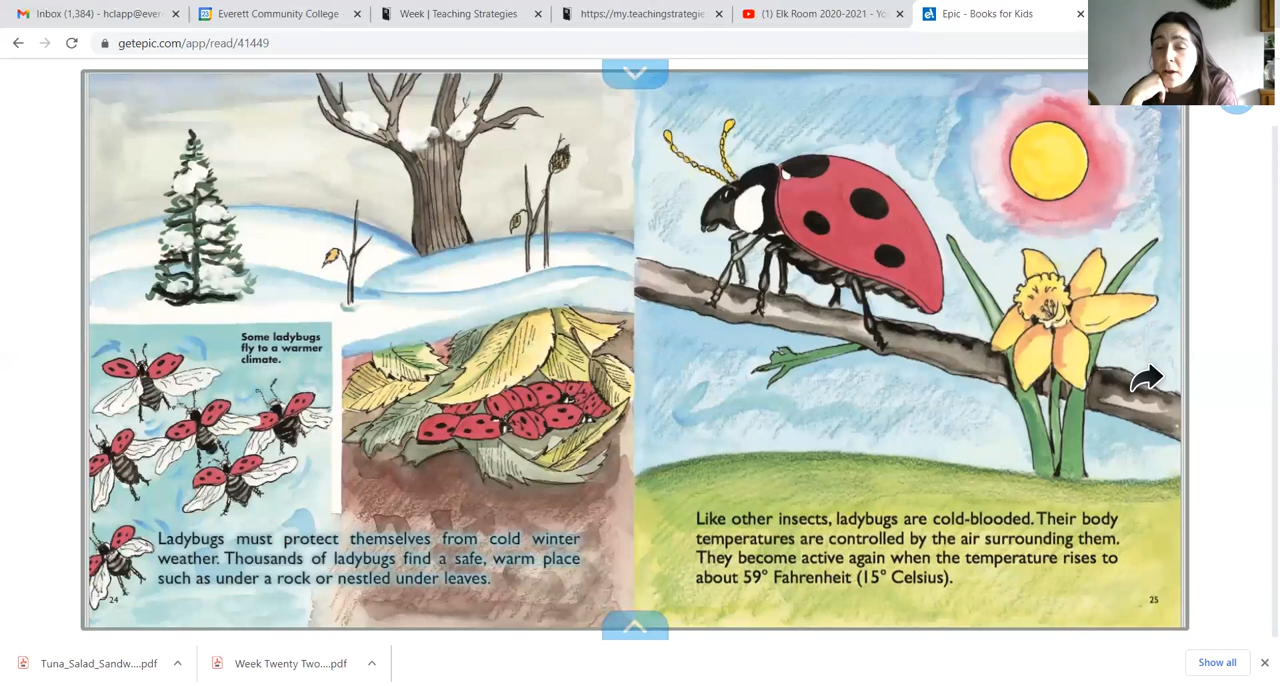 Inbox (1,384) - hclapp@ever
Everett Community College
Week | Teaching Strategies
https://my.teachingstrategie
(1) Elk Room 2020-2021 - Yo
Epic - Books for Kids
getepic.com/app/read/41449
Some ladybugs
fly to a warmer
climate.
Ladybugs must protect themselves from cold winter
weather. Thousands of ladybugs find a safe, warm place
such as under a rock or nestled under leaves.
24
Like other insects, ladybugs are cold-blooded. Their body
temperatures are controlled by the air surrounding them.
They become active again when the temperature rises to
about 59° Fahrenheit (15° Celsius).
25
Tuna_Salad_Sandw....pdf
Week Twenty Two....pdf
Show all